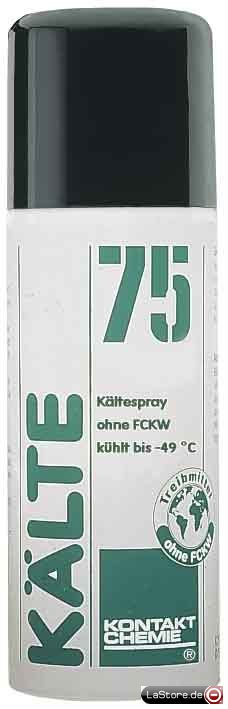 KÄLTE
75
Kältespray
ohne FCKW
kühlt bis -49 °C
Treibmittel
ohne FCKW
KONTAKT
CHEMIE
®
LaStore.de